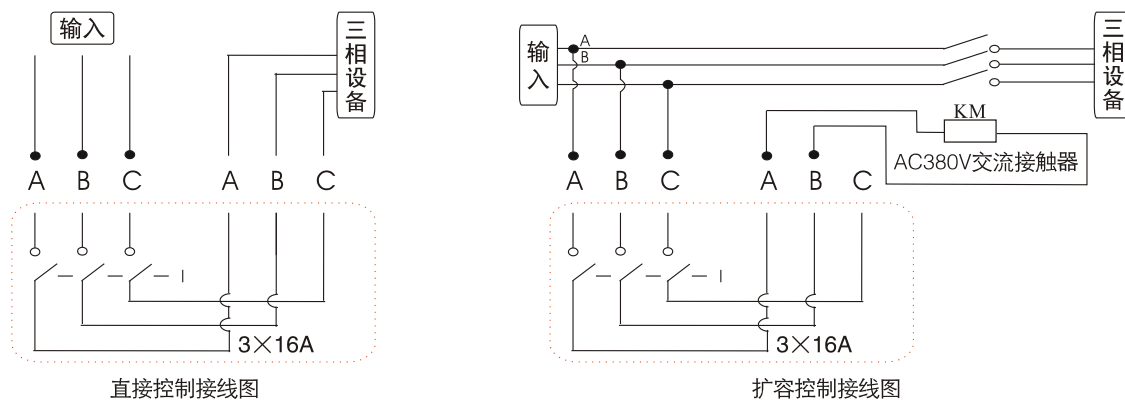 输入
三相设备
A B C A B C
3×16A
直接控制接线图
输入
A
B
三相设备
KM
AC380V交流接触器
A B C A B C
3×16A
扩容控制接线图